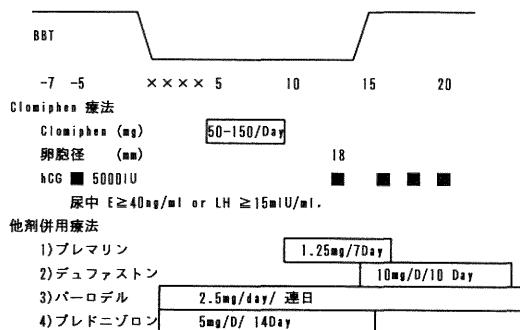 BBT
-7 -5 ×××× 5 10 15 20
Clomiphen 療法
Clomiphen (mg) 50-150/Day
卵胞径 (mm) 18
hCG ■ 5000IU ■ ■ ■ ■
尿中 E≧40ng/ml or LH ≧15mIU/ml.
他剤併用療法
1)プレマリン 1.25mg/7Day
2)デュファストン 10mg/D/10 Day
3)パーロデル 2.5mg/day/ 連日
4)プレドニゾロン 5mg/D/ 14Day